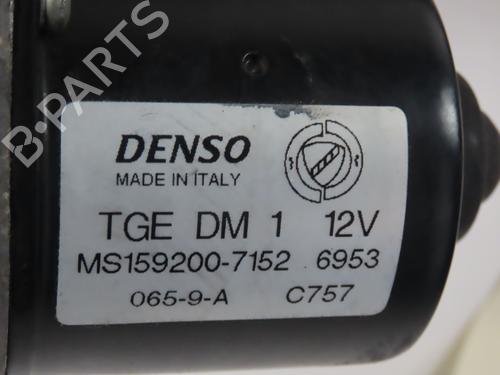 B-PARTS
DENSO
MADE IN ITALY
TGE DM 1 12V
MS159200-7152 6953
065-9-A C757